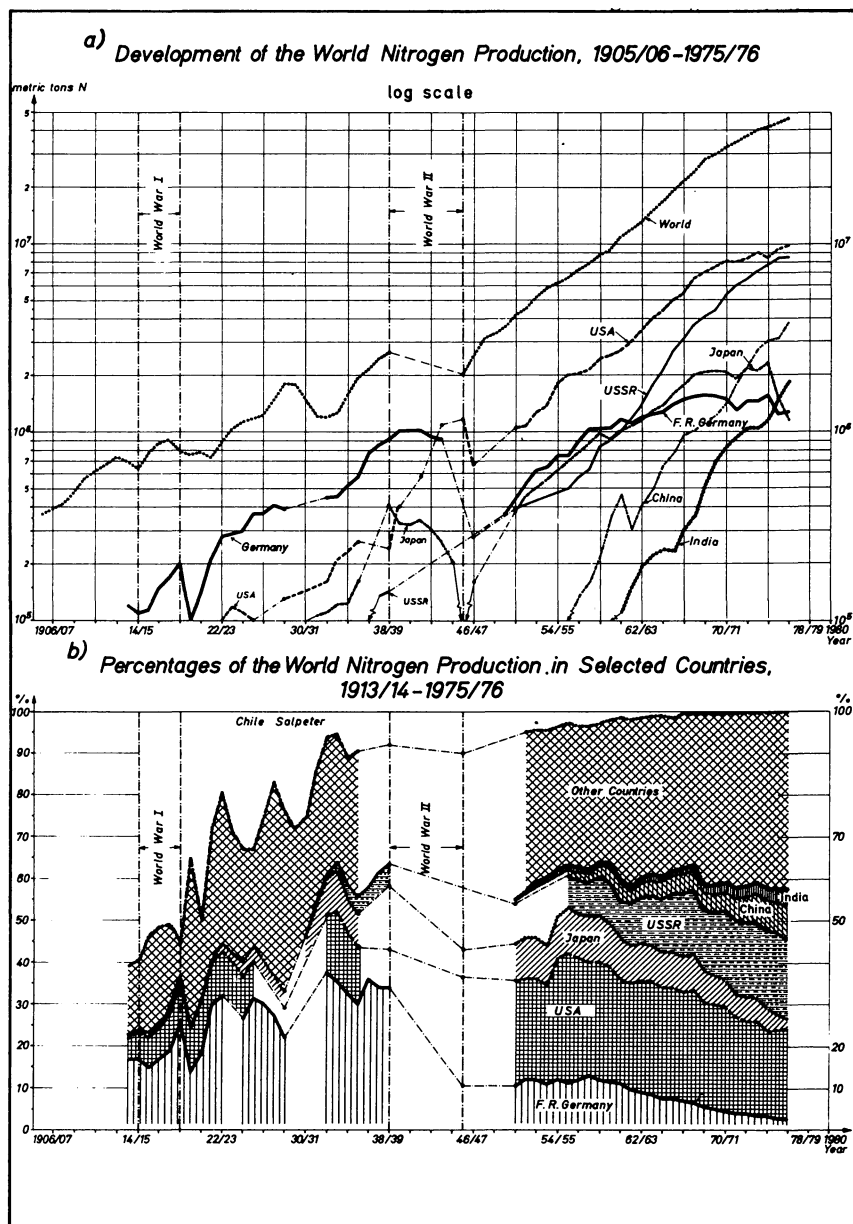 a) Development of the World Nitrogen Production, 1905/06-1975/76
metric tons N
log scale
5
2
10⁷
5
2
10⁶
5
2
10⁵
10⁷
10⁶
10⁵
World War I
World War II
World
USA
USSR
Japan
F.R. Germany
China
India
Germany
USA
Japan
USSR
1906/07 14/15 22/23 30/31 38/39 46/47 54/55 62/63 70/71 78/79 1980
Year
b) Percentages of the World Nitrogen Production in Selected Countries,
1913/14-1975/76
%
100
90
80
70
60
50
40
30
20
10
0
%
100
70
50
20
10
Chile Salpeter
World War I
World War II
Other Countries
India
China
USSR
Japan
USA
F.R. Germany
1906/07 14/15 22/23 30/31 38/39 46/47 54/55 62/63 70/71 78/79 1980
Year